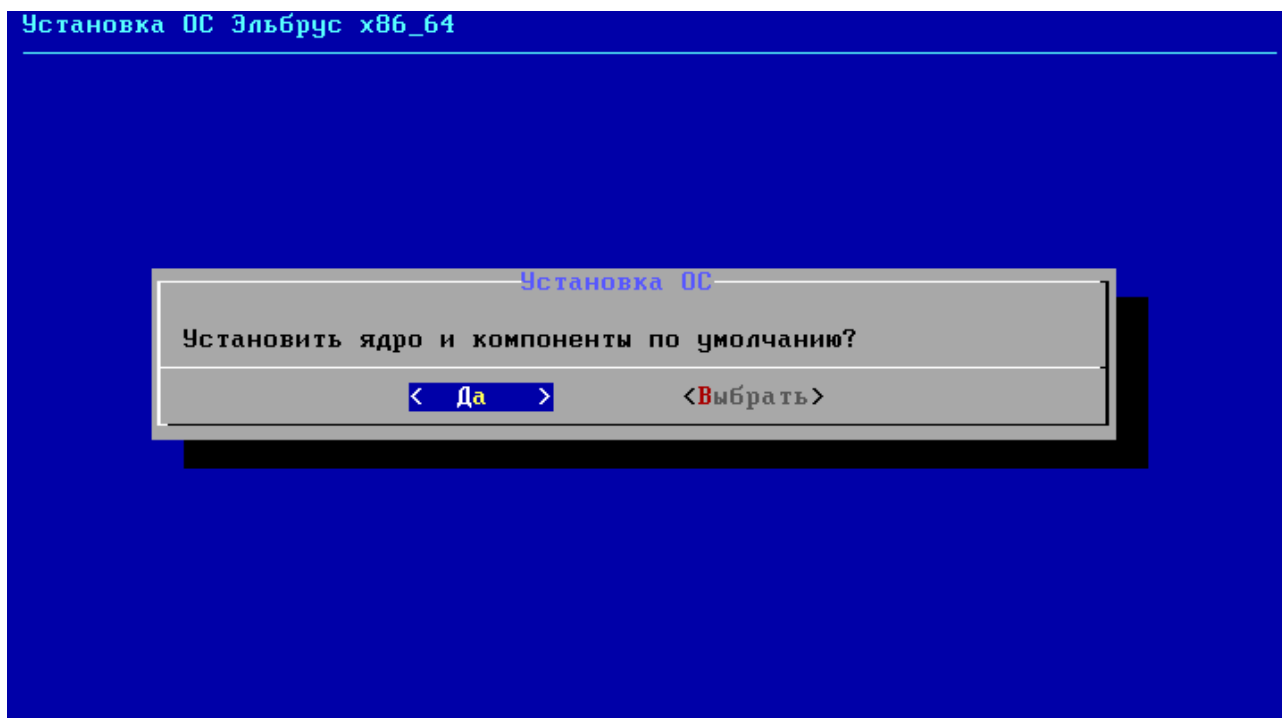 Установка ОС Эльбрус x86_64
Установка ОС
Установить ядро и компоненты по умолчанию?
< Да > <Выбрать>